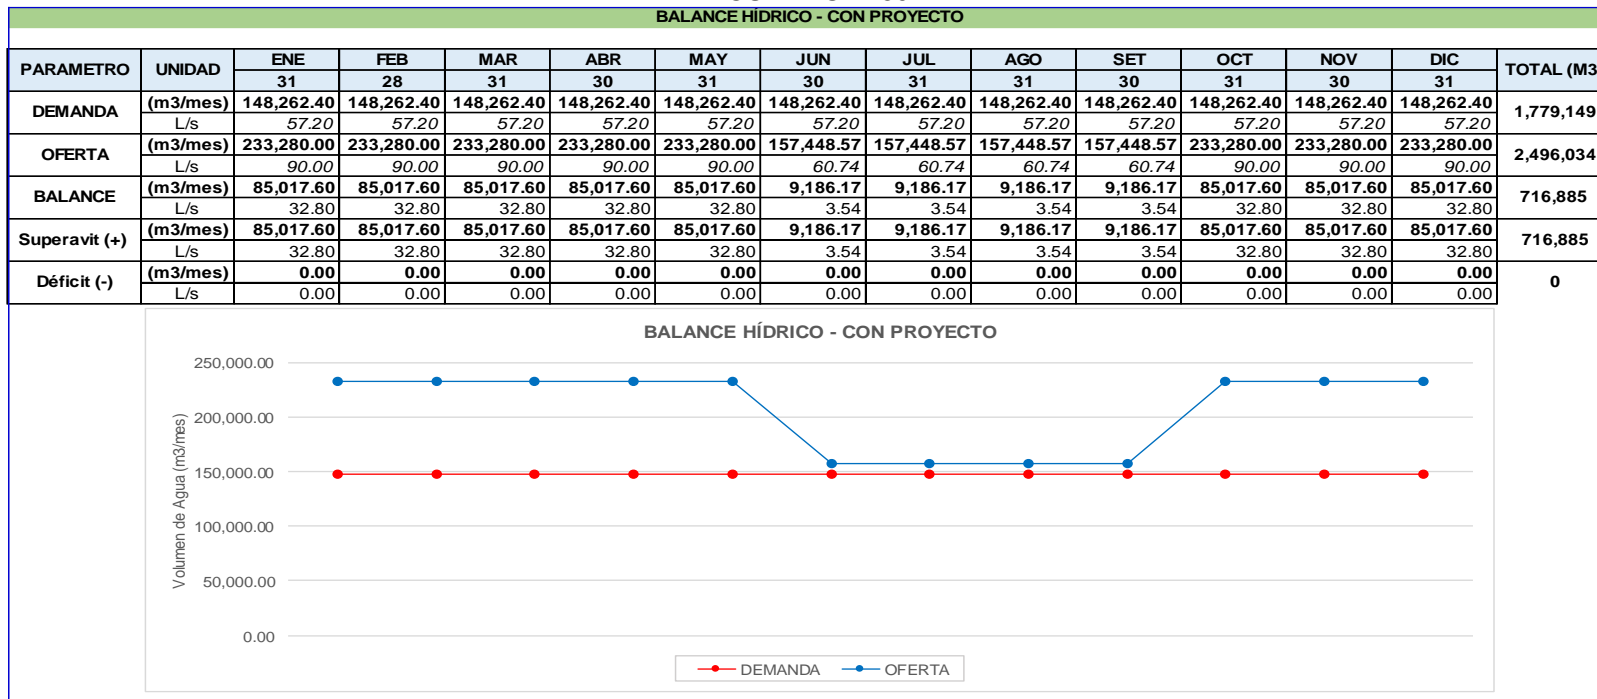 BALANCE HÍDRICO - CON PROYECTO
PARAMETRO UNIDAD ENE FEB MAR ABR MAY JUN JUL AGO SET OCT NOV DIC TOTAL (M3
31 28 31 30 31 30 31 31 30 31 30 31
DEMANDA (m3/mes) 148,262.40 148,262.40 148,262.40 148,262.40 148,262.40 148,262.40 148,262.40 148,262.40 148,262.40 148,262.40 148,262.40 148,262.40 1,779,149
L/s 57.20 57.20 57.20 57.20 57.20 57.20 57.20 57.20 57.20 57.20 57.20 57.20
OFERTA (m3/mes) 233,280.00 233,280.00 233,280.00 233,280.00 233,280.00 157,448.57 157,448.57 157,448.57 157,448.57 233,280.00 233,280.00 233,280.00 2,496,034
L/s 90.00 90.00 90.00 90.00 90.00 60.74 60.74 60.74 60.74 90.00 90.00 90.00
BALANCE (m3/mes) 85,017.60 85,017.60 85,017.60 85,017.60 85,017.60 9,186.17 9,186.17 9,186.17 9,186.17 85,017.60 85,017.60 85,017.60 716,885
L/s 32.80 32.80 32.80 32.80 32.80 3.54 3.54 3.54 3.54 32.80 32.80 32.80
Superavit (+) (m3/mes) 85,017.60 85,017.60 85,017.60 85,017.60 85,017.60 9,186.17 9,186.17 9,186.17 9,186.17 85,017.60 85,017.60 85,017.60 716,885
L/s 32.80 32.80 32.80 32.80 32.80 3.54 3.54 3.54 3.54 32.80 32.80 32.80
Déficit (-) (m3/mes) 0.00 0.00 0.00 0.00 0.00 0.00 0.00 0.00 0.00 0.00 0.00 0.00 0
L/s 0.00 0.00 0.00 0.00 0.00 0.00 0.00 0.00 0.00 0.00 0.00 0.00
BALANCE HÍDRICO - CON PROYECTO
Volumen de Agua (m3/mes)
250,000.00
200,000.00
150,000.00
100,000.00
50,000.00
0.00
DEMANDA OFERTA